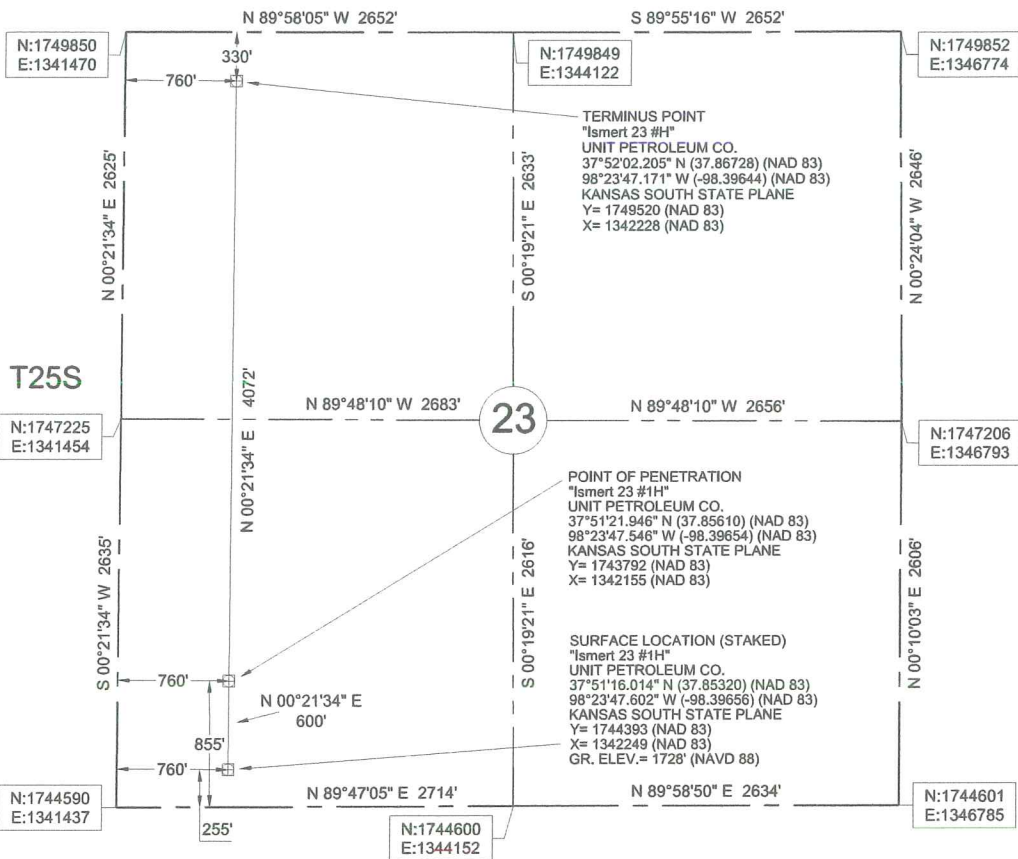 N 89°58'05" W 2652'
S 89°55'16" W 2652'
N:1749850
E:1341470
330'
760'
N:1749849
E:1344122
N:1749852
E:1346774
TERMINUS POINT
"Ismert 23 #H"
UNIT PETROLEUM CO.
37°52'02.205" N (37.86728) (NAD 83)
98°23'47.171" W (-98.39644) (NAD 83)
KANSAS SOUTH STATE PLANE
Y= 1749520 (NAD 83)
X= 1342228 (NAD 83)
N 00°21'34" E 2625'
S 00°19'21" E 2633'
N 00°24'04" W 2646'
T25S
N 00°21'34" E 4072'
N 89°48'10" W 2683'
23
N 89°48'10" W 2656'
N:1747225
E:1341454
N:1747206
E:1346793
POINT OF PENETRATION
"Ismert 23 #1H"
UNIT PETROLEUM CO.
37°51'21.946" N (37.85610) (NAD 83)
98°23'47.546" W (-98.39654) (NAD 83)
KANSAS SOUTH STATE PLANE
Y= 1743792 (NAD 83)
X= 1342155 (NAD 83)
S 00°21'34" W 2635'
S 00°19'21" E 2616'
N 00°10'03" E 2606'
760'
N 00°21'34" E
600'
855'
SURFACE LOCATION (STAKED)
"Ismert 23 #1H"
UNIT PETROLEUM CO.
37°51'16.014" N (37.85320) (NAD 83)
98°23'47.602" W (-98.39656) (NAD 83)
KANSAS SOUTH STATE PLANE
Y= 1744393 (NAD 83)
X= 1342249 (NAD 83)
GR. ELEV.= 1728' (NAVD 88)
760'
255'
N 89°47'05" E 2714'
N 89°58'50" E 2634'
N:1744590
E:1341437
N:1744600
E:1344152
N:1744601
E:1346785